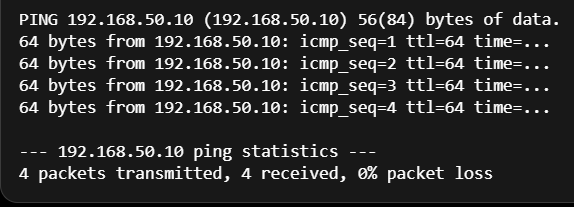 PING 192.168.50.10 (192.168.50.10) 56(84) bytes of data.
64 bytes from 192.168.50.10: icmp_seq=1 ttl=64 time=...
64 bytes from 192.168.50.10: icmp_seq=2 ttl=64 time=...
64 bytes from 192.168.50.10: icmp_seq=3 ttl=64 time=...
64 bytes from 192.168.50.10: icmp_seq=4 ttl=64 time=...
--- 192.168.50.10 ping statistics ---
4 packets transmitted, 4 received, 0% packet loss